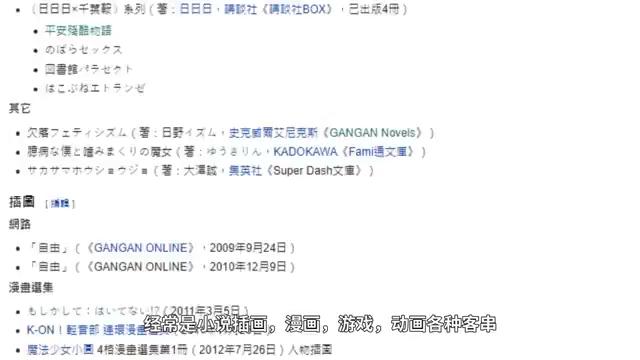 （日日日×千葉毅）系列（著：日日日，講談社《講談社BOX》，已出版4冊）
平安殘酷物語
のばらセックス
図書館パラセクト
はこぶねエトランゼ
其它
欠落フェティシズム（著：日野イズム，史克威爾艾尼克斯《GANGAN Novels》）
臆病な僕と嗜みまくりの魔女（著：ゆうきりん，KADOKAWA《Fami通文庫》）
サカサマホウショウジョ（著：大澤誠，集英社《Super Dash文庫》）
插圖 [編輯]
網路
「自由」（《GANGAN ONLINE》，2009年9月24日）
「自由」（《GANGAN ONLINE》，2010年12月9日）
漫畫選集
もしかして：はいてない!?（2011年3月5日）
K-ON！輕音部 連環漫畫選集
魔法少女小圓 4格漫畫選集第1冊（2012年7月26日）人物插圖
经常是小说插画，漫画，游戏，动画各种客串